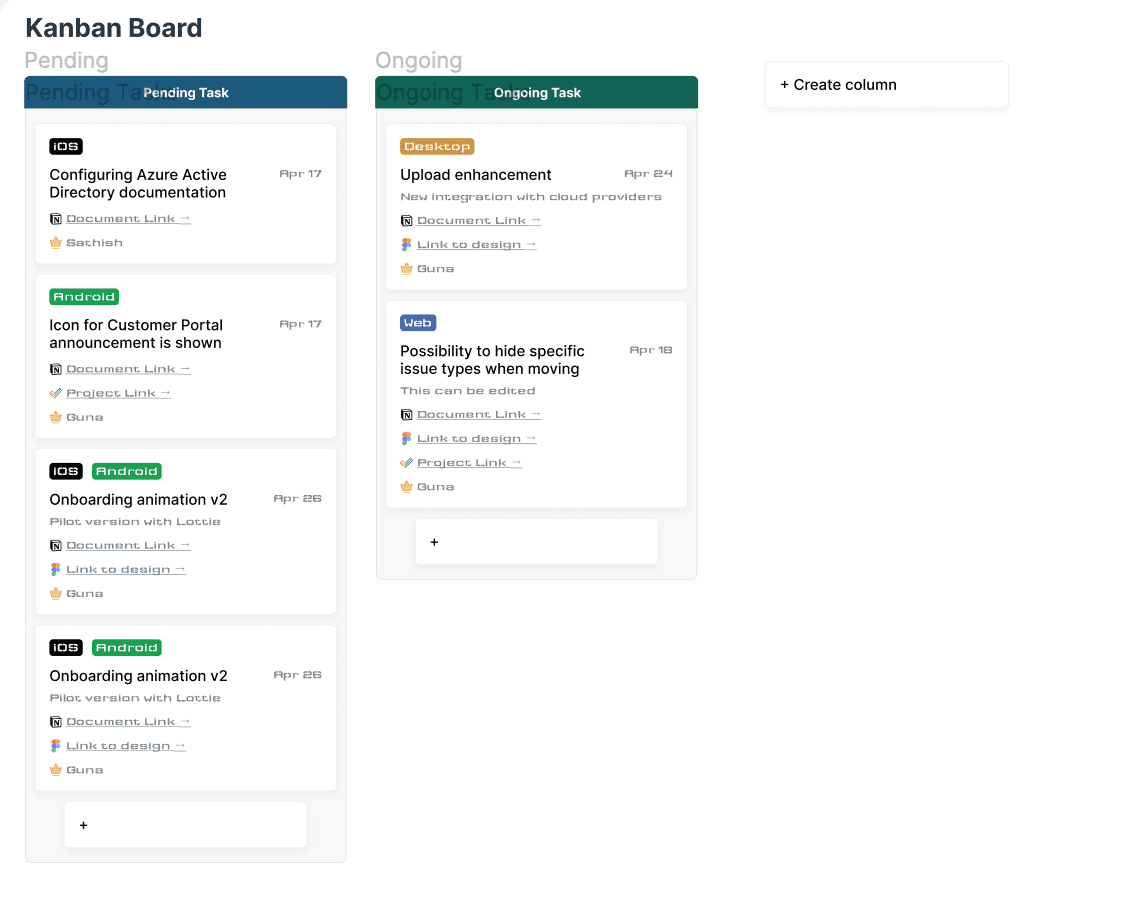 Kanban Board
Pending
Pending Tasks
Pending Task
iOS
Configuring Azure Active
Directory documentation
Apr 17
Document Link →
Sathish
Android
Icon for Customer Portal
announcement is shown
Apr 17
Document Link →
Project Link →
Guna
iOS Android
Onboarding animation v2
Apr 26
Pilot version with Lottie
Document Link →
Link to design →
Guna
iOS Android
Onboarding animation v2
Apr 26
Pilot version with Lottie
Document Link →
Link to design →
Guna
+
Ongoing
Ongoing Tasks
Ongoing Task
Desktop
Upload enhancement
Apr 24
New integration with cloud providers
Document Link →
Link to design →
Guna
Web
Possibility to hide specific
issue types when moving
Apr 18
This can be edited
Document Link →
Link to design →
Project Link →
Guna
+
+ Create column